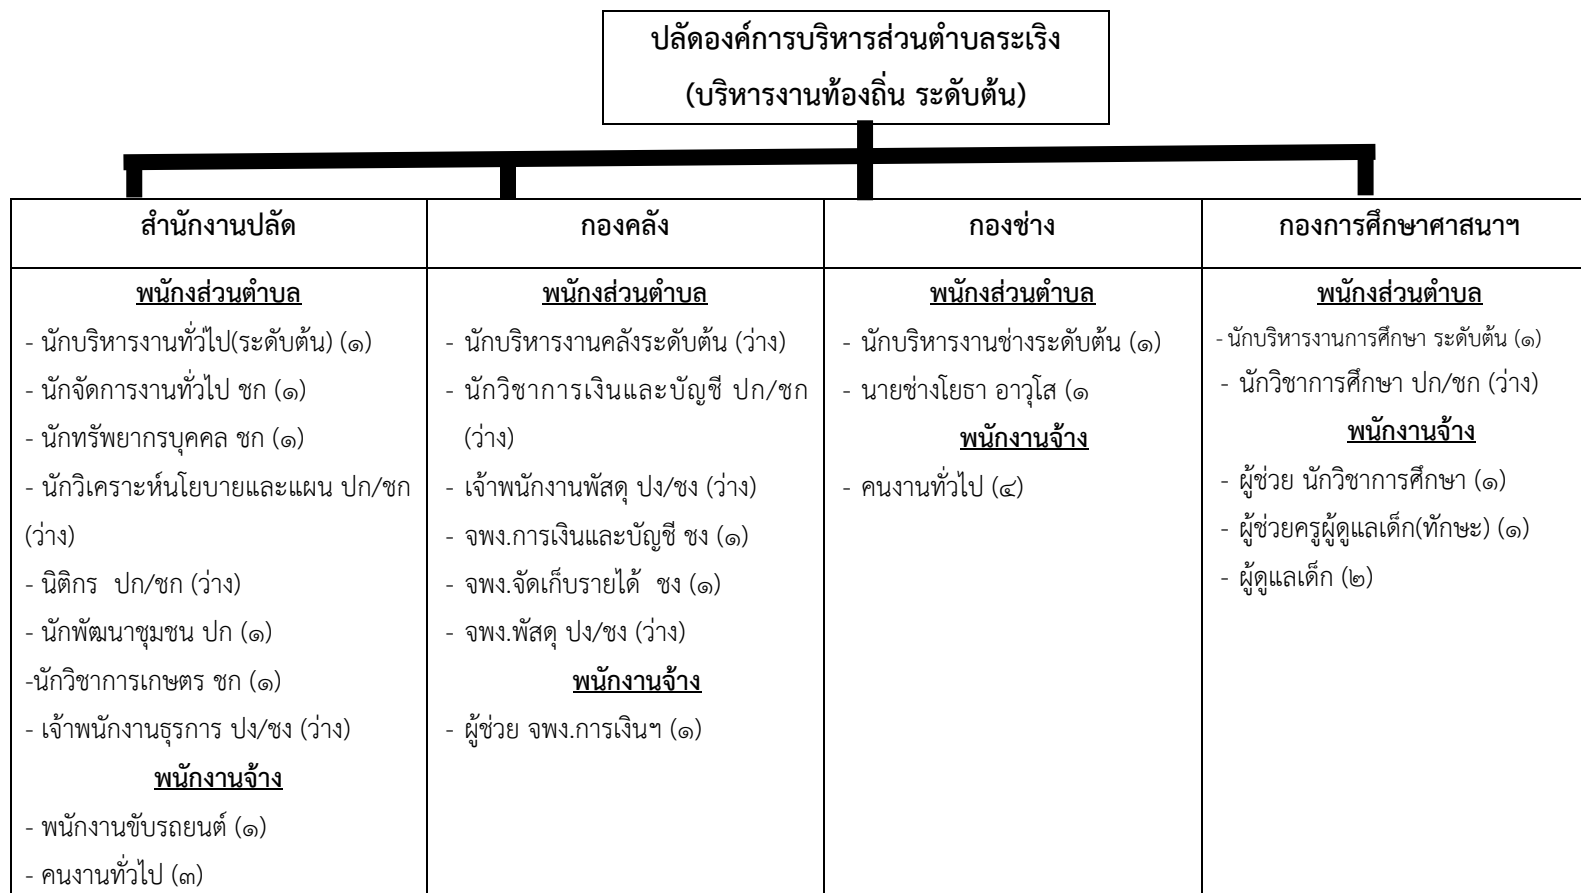 ปลัดองค์การบริหารส่วนตำบลระเริง
(บริหารงานท้องถิ่น ระดับต้น)
สำนักงานปลัด
พนักงส่วนตำบล
- นักบริหารงานทั่วไป(ระดับต้น) (๑)
- นักจัดการงานทั่วไป ชก (๑)
- นักทรัพยากรบุคคล ชก (๑)
- นักวิเคราะห์นโยบายและแผน ปก/ชก
(ว่าง)
- นิติกร ปก/ชก (ว่าง)
- นักพัฒนาชุมชน ปก (๑)
-นักวิชาการเกษตร ชก (๑)
- เจ้าพนักงานธุรการ ปง/ชง (ว่าง)
พนักงานจ้าง
- พนักงานขับรถยนต์ (๑)
- คนงานทั่วไป (๓)
กองคลัง
พนักงส่วนตำบล
- นักบริหารงานคลังระดับต้น (ว่าง)
- นักวิชาการเงินและบัญชี ปก/ชก
(ว่าง)
- เจ้าพนักงานพัสดุ ปง/ชง (ว่าง)
- จพง.การเงินและบัญชี ชง (๑)
- จพง.จัดเก็บรายได้ ชง (๑)
- จพง.พัสดุ ปง/ชง (ว่าง)
พนักงานจ้าง
- ผู้ช่วย จพง.การเงินฯ (๑)
กองช่าง
พนักงส่วนตำบล
- นักบริหารงานช่างระดับต้น (๑)
- นายช่างโยธา อาวุโส (๑
พนักงานจ้าง
- คนงานทั่วไป (๔)
กองการศึกษาศาสนาฯ
พนักงส่วนตำบล
- นักบริหารงานการศึกษา ระดับต้น (๑)
- นักวิชาการศึกษา ปก/ชก (ว่าง)
พนักงานจ้าง
- ผู้ช่วย นักวิชาการศึกษา (๑)
- ผู้ช่วยครูผู้ดูแลเด็ก(ทักษะ) (๑)
- ผู้ดูแลเด็ก (๒)